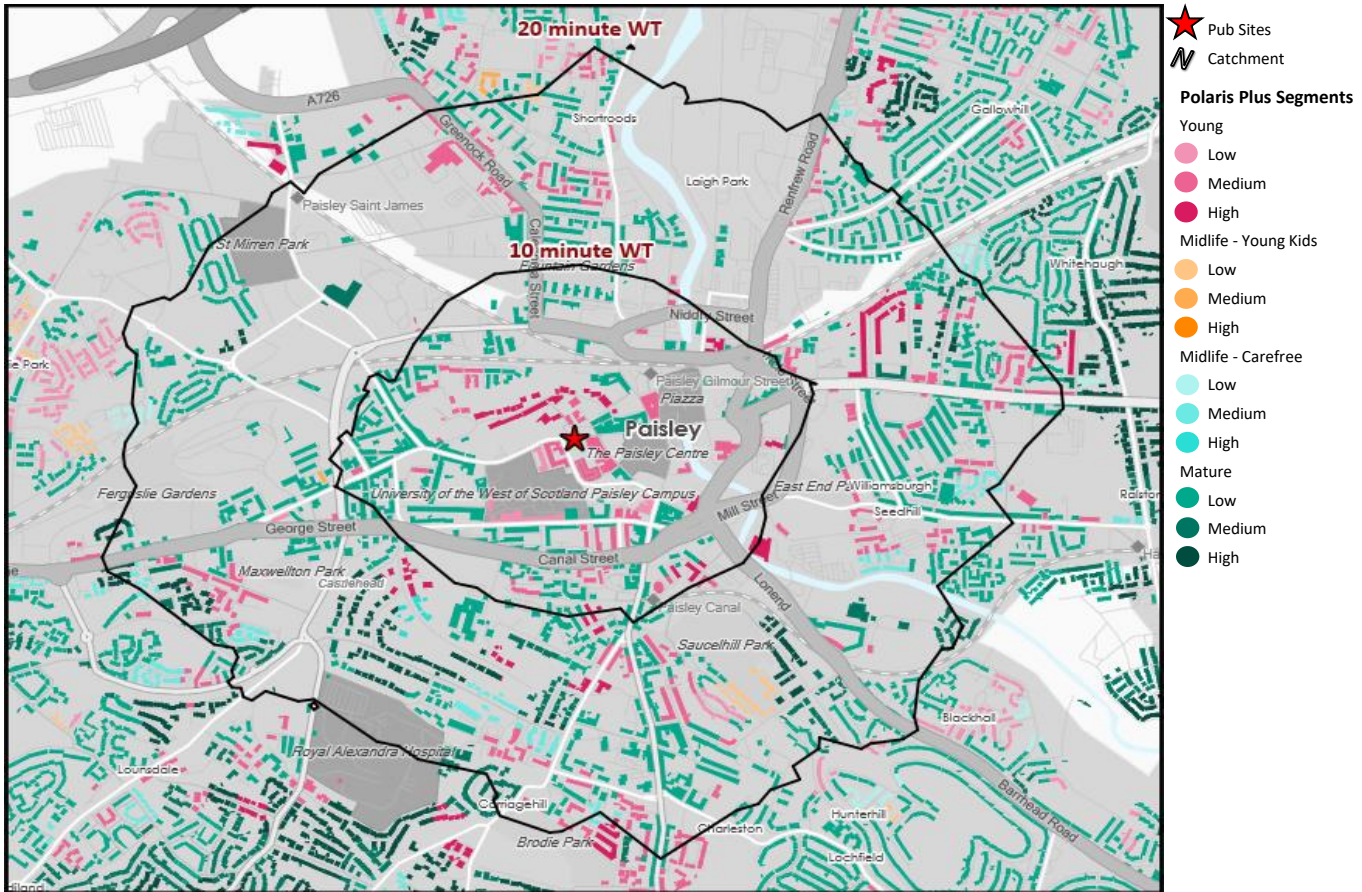 20 minute WT
A726
Shortroods
Greenock Road
Gallowhill
Renfrew Road
Laigh Park
Paisley Saint James
St Mirren Park
10 minute WT
Fountain Gardens
Whitehaugh
Niddry Street
Paisley Gilmour Street
Piazza
Paisley
The Paisley Centre
Ferguslie Gardens
University of the West of Scotland Paisley Campus
Williamsburgh
Mill Street
Seedhill
Ralston
George Street
Canal Street
Maxwellton Park
Castlehead
Lonend
Paisley Canal
Saucelhill Park
Blackhall
Royal Alexandra Hospital
Lounsdale
Carriagehill
Hunterhill
Barrhead Road
Charleston
Brodie Park
Lochfield
Pub Sites
Catchment
Polaris Plus Segments
Young
Low
Medium
High
Midlife - Young Kids
Low
Medium
High
Midlife - Carefree
Low
Medium
High
Mature
Low
Medium
High